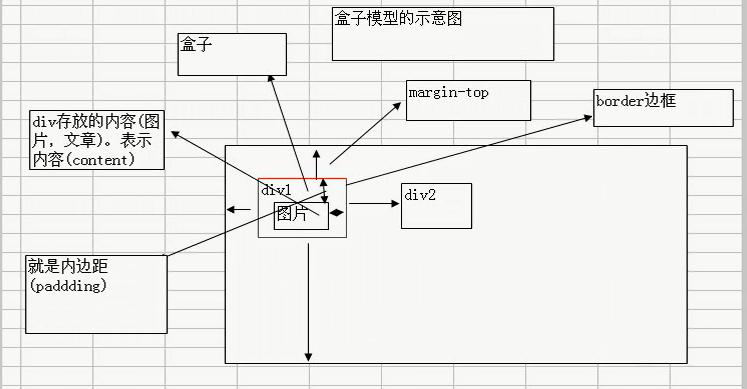 盒子模型的示意图
盒子
margin-top
border边框
div存放的内容(图
片，文章)。表示
内容(content)
div1
图片
div2
就是内边距
(paddding)